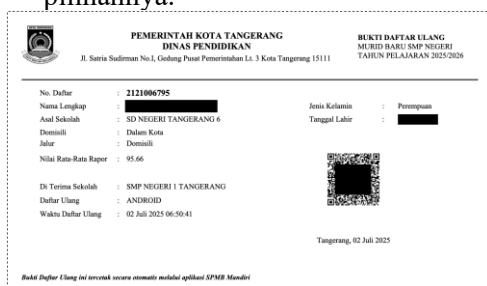 pilihannya.
PEMERINTAH KOTA TANGERANG
DINAS PENDIDIKAN
Jl. Satria Sudirman No.1, Gedung Pusat Pemerintahan Lt. 3 Kota Tangerang 15111
BUKTI DAFTAR ULANG
MURID BARU SMP NEGERI
TAHUN PELAJARAN 2025/2026
No. Daftar : 2121006795
Nama Lengkap :
Jenis Kelamin : Perempuan
Asal Sekolah : SD NEGERI TANGERANG 6
Tanggal Lahir :
Domisili : Dalam Kota
Jalur : Domisili
Nilai Rata-Rata Rapor : 95.66
Di Terima Sekolah : SMP NEGERI 1 TANGERANG
Daftar Ulang : ANDROID
Waktu Daftar Ulang : 02 Juli 2025 06:50:41
Tangerang, 02 Juli 2025
Bukti Daftar Ulang ini tercetak secara otomatis melalui aplikasi SPMB Mandiri